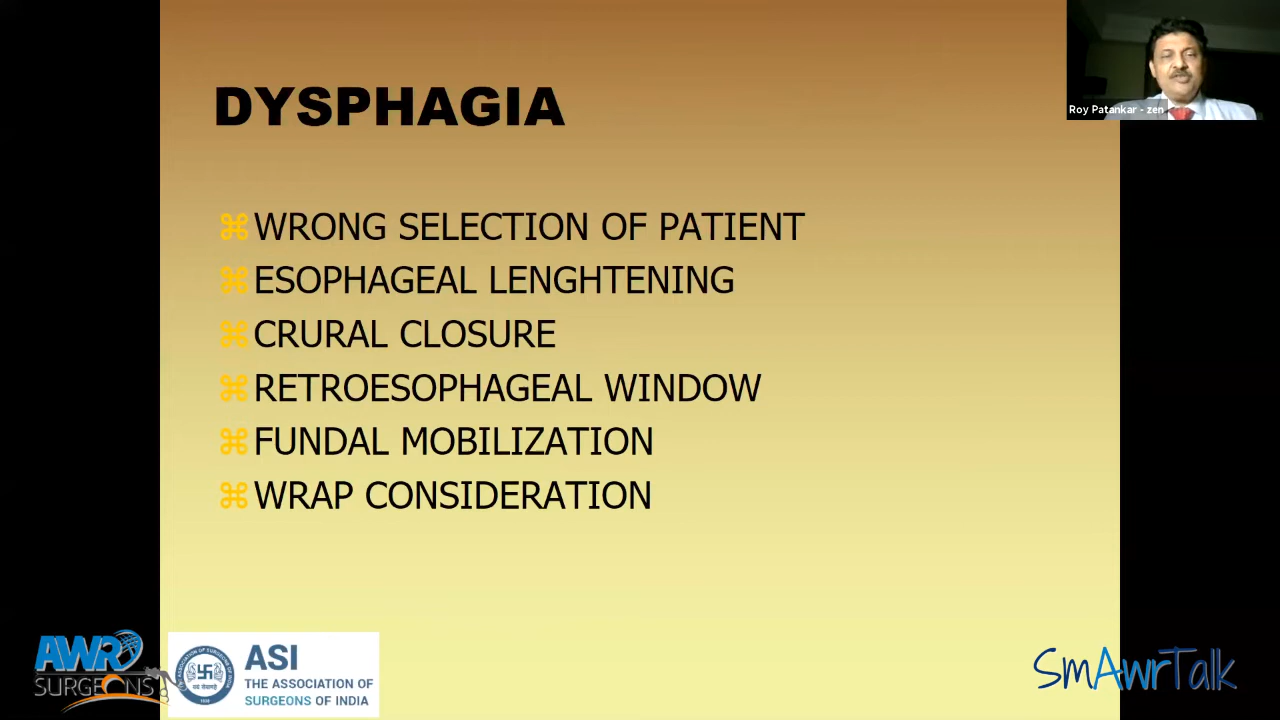 DYSPHAGIA
Roy Patankar - zen
⌘WRONG SELECTION OF PATIENT
⌘ESOPHAGEAL LENGHTENING
⌘CRURAL CLOSURE
⌘RETROESOPHAGEAL WINDOW
⌘FUNDAL MOBILIZATION
⌘WRAP CONSIDERATION
AWR
SURGEONS
ASI
THE ASSOCIATION OF
SURGEONS OF INDIA
SmAwrTalk